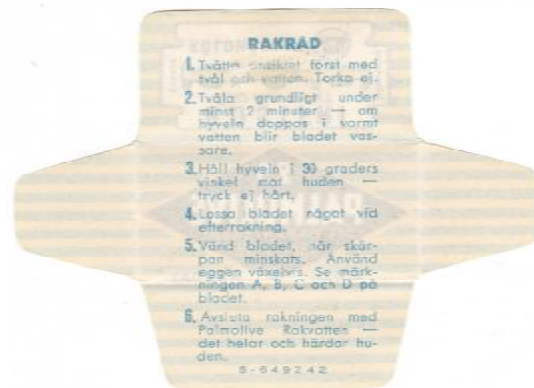 RAKRÅD
1. Tvätta ansiktet först med
tvål och vatten. Torka ej.
2. Tvåla grundligt under
minst 2 minuter — om
hyveln doppas i varmt
vatten blir bladet vas-
sare.
3. Håll hyveln i 30 graders
vinkel mot huden —
tryck ej hårt.
4. Lossa bladet något vid
efterrakning.
5. Vänd bladet, när skär-
pan minskats. Använd
eggen växelvis. Se märk-
ningen A, B, C och D på
bladet.
6. Avsluta rakningen med
Palmolive Rakvatten —
det helar och härdar hu-
den.
S-649242